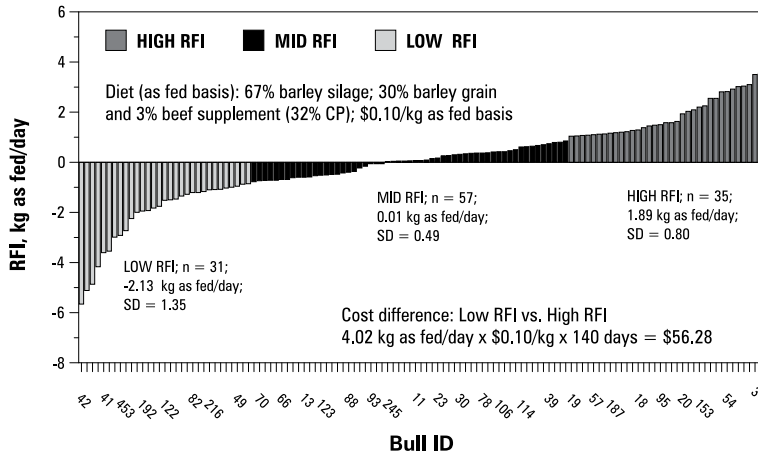 6
HIGH RFI MID RFI LOW RFI
4
Diet (as fed basis): 67% barley silage; 30% barley grain
and 3% beef supplement (32% CP); $0.10/kg as fed basis
2
0
RFI, kg as fed/day
MID RFI; n = 57;
0.01 kg as fed/day;
SD = 0.49
HIGH RFI; n = 35;
1.89 kg as fed/day;
SD = 0.80
-2
LOW RFI; n = 31;
-2.13 kg as fed/day;
SD = 1.35
-4
-6
Cost difference: Low RFI vs. High RFI
4.02 kg as fed/day x $0.10/kg x 140 days = $56.28
-8
42 41 453 192 122 82 216 49 70 66 13 123 88 93 245 11 23 30 78 106 114 39 19 57 187 18 95 20 153 54 3
Bull ID